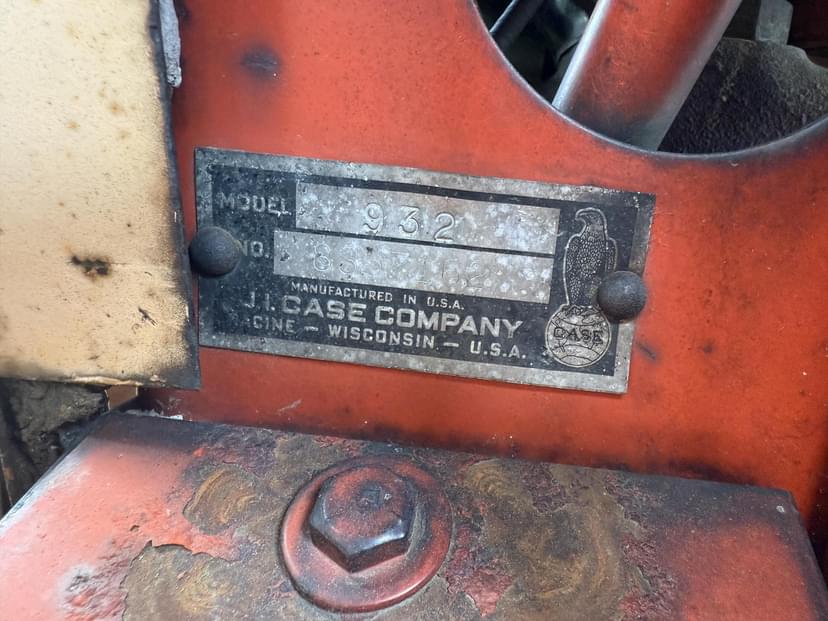 MODEL 932
NO.
MANUFACTURED IN U.S.A.
J.I. CASE COMPANY
CINE - WISCONSIN - U.S.A.
CASE